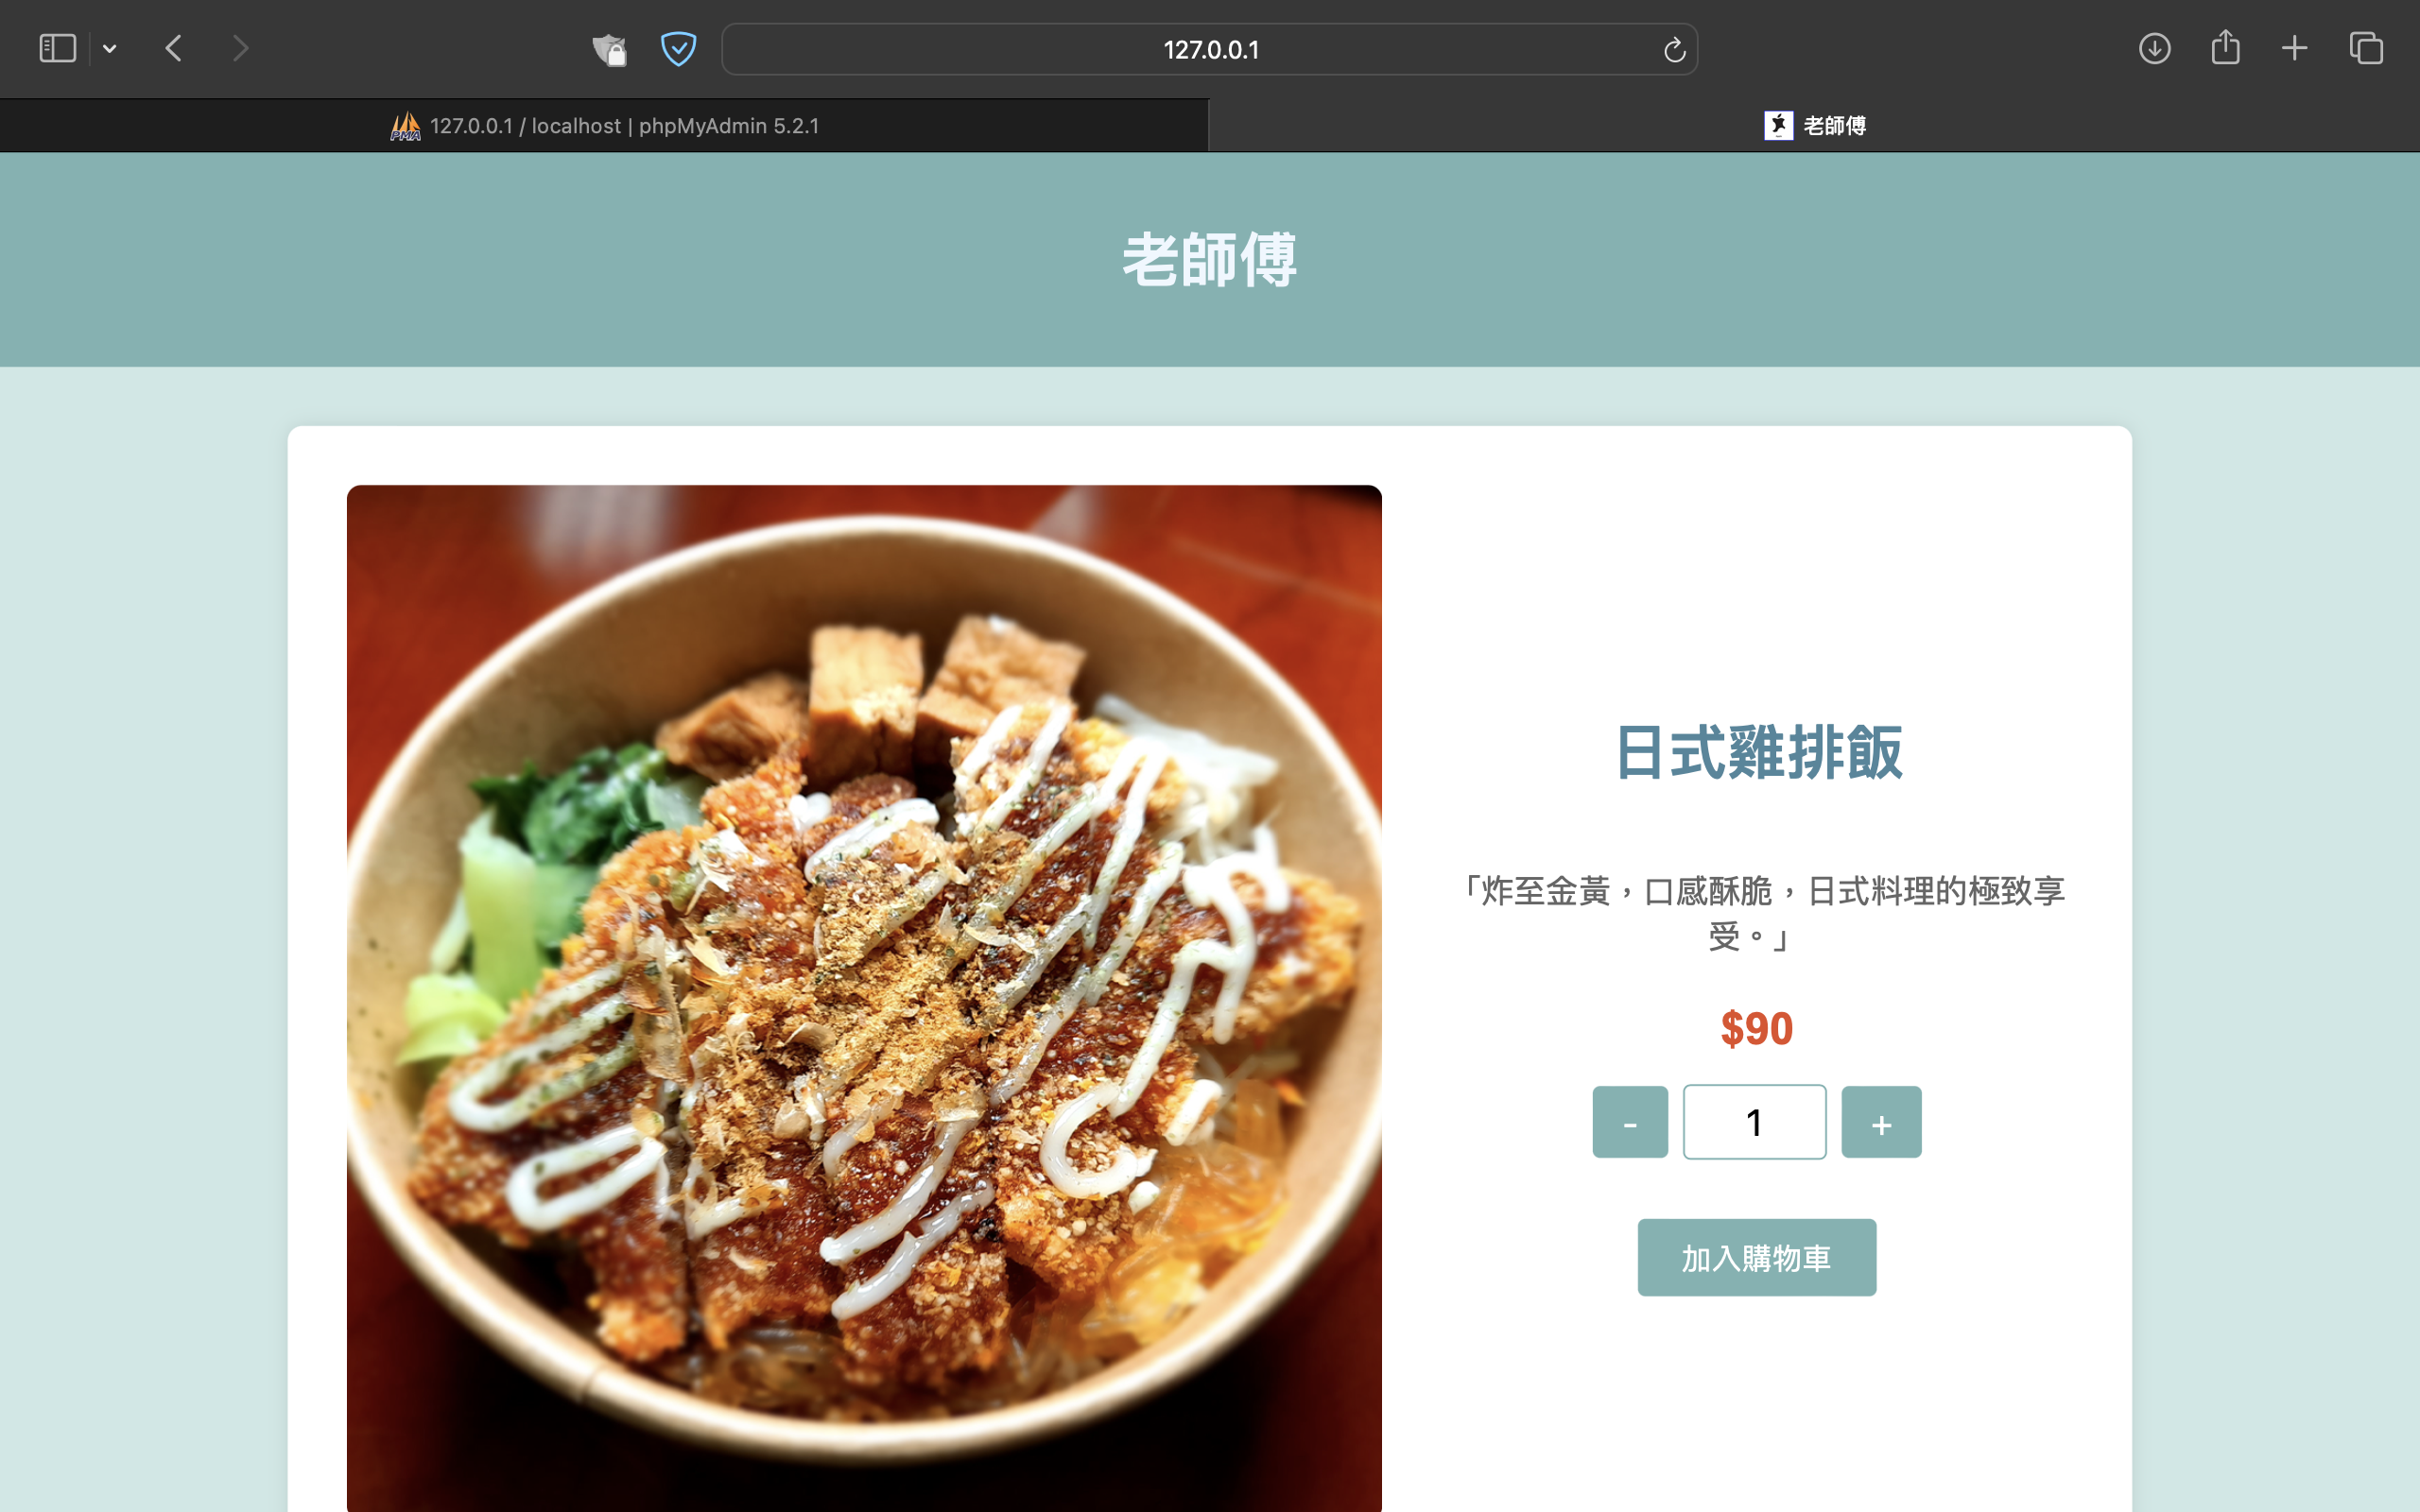 127.0.0.1
PMA 127.0.0.1 / localhost | phpMyAdmin 5.2.1
老師傅
老師傅
日式雞排飯
「炸至金黃，口感酥脆，日式料理的極致享
受。」
$90
- 1 +
加入購物車